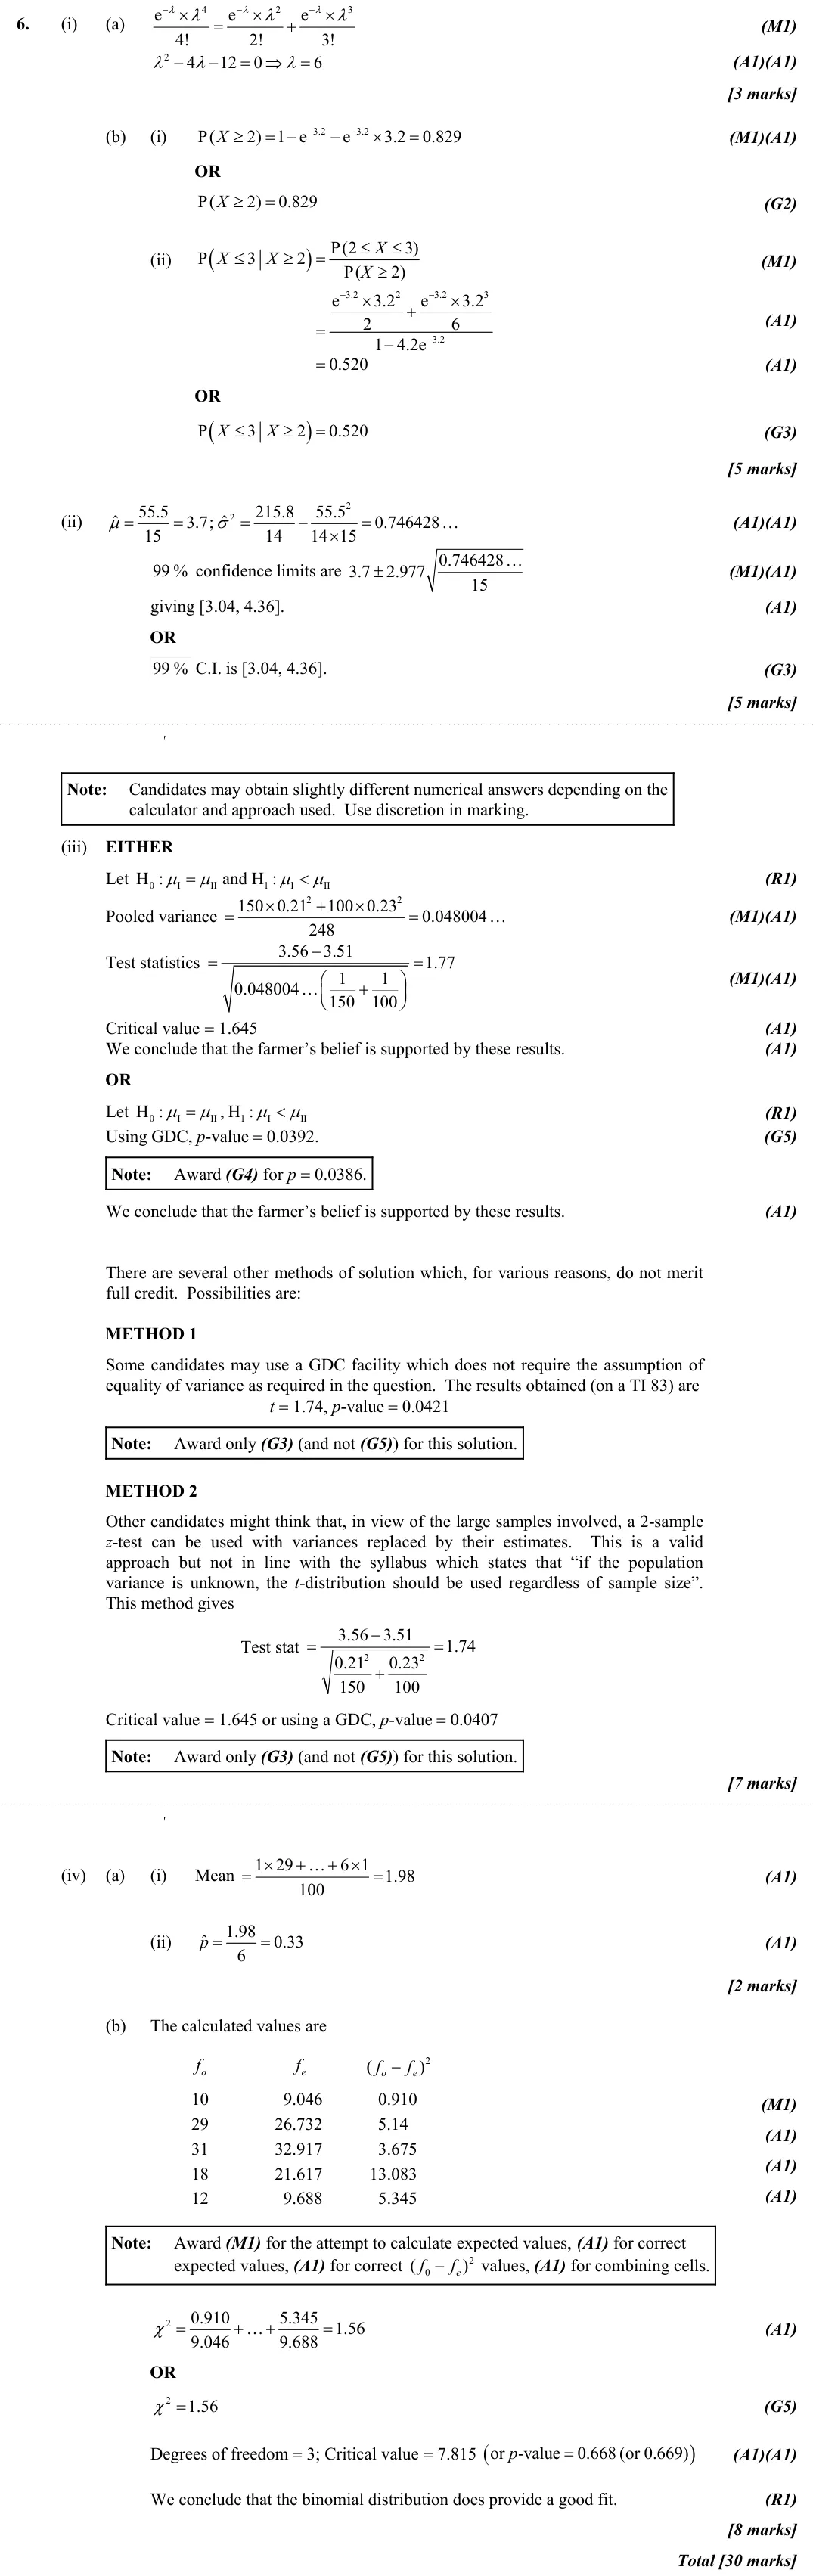 6. (i) (a) e^{-λ} × λ^4 / 4! = e^{-λ} × λ^2 / 2! + e^{-λ} × λ^3 / 3! (M1)
λ^2 − 4λ − 12 = 0 ⇒ λ = 6 (A1)(A1)
[3 marks]
(b) (i) P(X ≥ 2) = 1 − e^{-3.2} − e^{-3.2} × 3.2 = 0.829 (M1)(A1)
OR
P(X ≥ 2) = 0.829 (G2)
(ii) P(X ≤ 3 | X ≥ 2) = P(2 ≤ X ≤ 3) / P(X ≥ 2) (M1)
= (e^{-3.2} × 3.2^2 / 2 + e^{-3.2} × 3.2^3 / 6) / (1 − 4.2e^{-3.2}) (A1)
= 0.520 (A1)
OR
P(X ≤ 3 | X ≥ 2) = 0.520 (G3)
[5 marks]
(ii) μ̂ = 55.5 / 15 = 3.7; σ̂^2 = 215.8 / 14 − 55.5^2 / (14 × 15) = 0.746428… (A1)(A1)
99 % confidence limits are 3.7 ± 2.977 √(0.746428… / 15) (M1)(A1)
giving [3.04, 4.36]. (A1)
OR
99 % C.I. is [3.04, 4.36]. (G3)
[5 marks]
Note: Candidates may obtain slightly different numerical answers depending on the
calculator and approach used. Use discretion in marking.
(iii) EITHER
Let H_0 : μ_I = μ_II and H_1 : μ_I < μ_II (R1)
Pooled variance = (150 × 0.21^2 + 100 × 0.23^2) / 248 = 0.048004… (M1)(A1)
Test statistics = (3.56 − 3.51) / √(0.048004… (1/150 + 1/100)) = 1.77 (M1)(A1)
Critical value = 1.645 (A1)
We conclude that the farmer’s belief is supported by these results. (A1)
OR
Let H_0 : μ_I = μ_II , H_1 : μ_I < μ_II (R1)
Using GDC, p-value = 0.0392. (G5)
Note: Award (G4) for p = 0.0386.
We conclude that the farmer’s belief is supported by these results. (A1)
There are several other methods of solution which, for various reasons, do not merit
full credit. Possibilities are:
METHOD 1
Some candidates may use a GDC facility which does not require the assumption of
equality of variance as required in the question. The results obtained (on a TI 83) are
t = 1.74, p-value = 0.0421
Note: Award only (G3) (and not (G5)) for this solution.
METHOD 2
Other candidates might think that, in view of the large samples involved, a 2-sample
z-test can be used with variances replaced by their estimates. This is a valid
approach but not in line with the syllabus which states that “if the population
variance is unknown, the t-distribution should be used regardless of sample size”.
This method gives
Test stat = (3.56 − 3.51) / √(0.21^2 / 150 + 0.23^2 / 100) = 1.74
Critical value = 1.645 or using a GDC, p-value = 0.0407
Note: Award only (G3) (and not (G5)) for this solution.
[7 marks]
(iv) (a) (i) Mean = (1 × 29 + … + 6 × 1) / 100 = 1.98 (A1)
(ii) p̂ = 1.98 / 6 = 0.33 (A1)
[2 marks]
(b) The calculated values are
f_o f_e (f_o − f_e)^2
10 9.046 0.910 (M1)
29 26.732 5.14 (A1)
31 32.917 3.675
18 21.617 13.083 (A1)
12 9.688 5.345 (A1)
Note: Award (M1) for the attempt to calculate expected values, (A1) for correct
expected values, (A1) for correct (f_0 − f_e)^2 values, (A1) for combining cells.
χ^2 = 0.910 / 9.046 + … + 5.345 / 9.688 = 1.56 (A1)
OR
χ^2 = 1.56 (G5)
Degrees of freedom = 3; Critical value = 7.815 (or p-value = 0.668 (or 0.669)) (A1)(A1)
We conclude that the binomial distribution does provide a good fit. (R1)
[8 marks]
Total [30 marks]